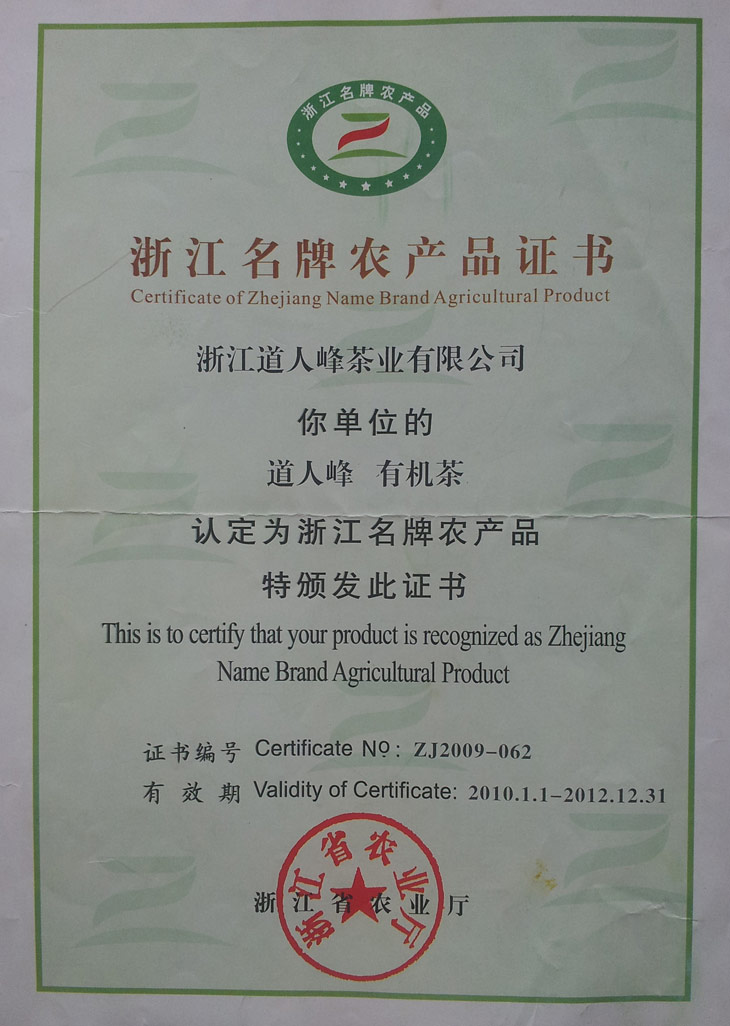 浙江名牌农产品
浙江名牌农产品证书
Certificate of Zhejiang Name Brand Agricultural Product
浙江道人峰茶业有限公司
你单位的
道人峰 有机茶
认定为浙江名牌农产品
特颁发此证书
This is to certify that your product is recognized as Zhejiang
Name Brand Agricultural Product
证书编号 Certificate No: ZJ2009-062
有效期 Validity of Certificate: 2010.1.1-2012.12.31
浙江省农业厅
浙江省农业厅